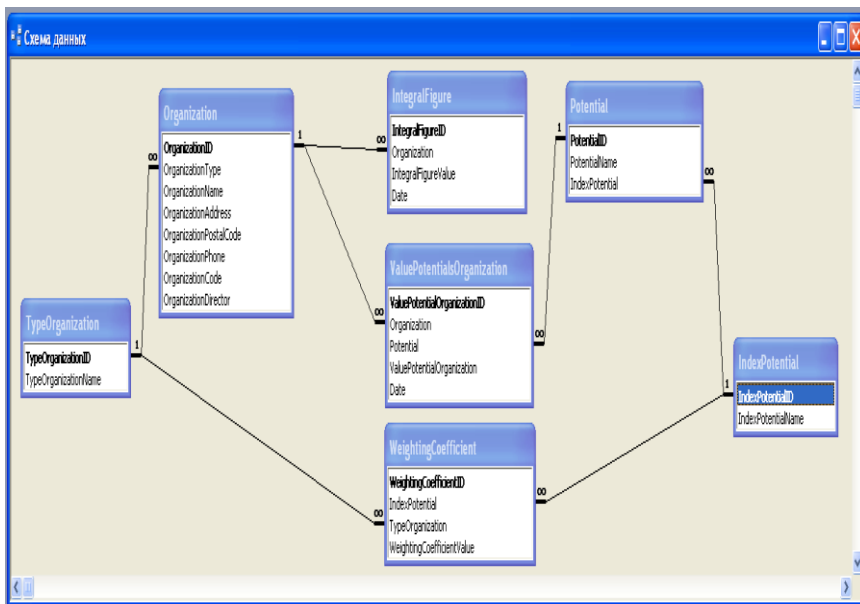 Схема данных
Organization
OrganizationID
OrganizationType
OrganizationName
OrganizationAddress
OrganizationPostalCode
OrganizationPhone
OrganizationCode
OrganizationDirector
IntegralFigure
IntegralFigureID
Organization
IntegralFigureValue
Date
Potential
PotentialID
PotentialName
IndexPotential
ValuePotentialsOrganization
ValuePotentialOrganizationID
Organization
Potential
ValuePotentialOrganization
Date
TypeOrganization
TypeOrganizationID
TypeOrganizationName
IndexPotential
IndexPotentialID
IndexPotentialName
WeightingCoefficient
WeightingCoefficientID
IndexPotential
TypeOrganization
WeightingCoefficientValue
1
∞
1
∞
∞
1
∞
∞
1
1
∞
∞